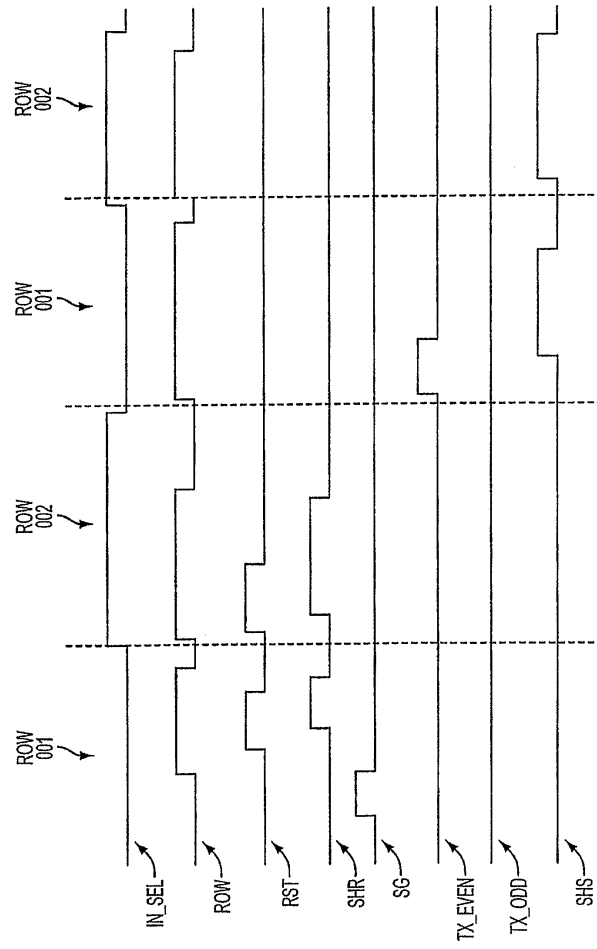 ROW
001
ROW
002
ROW
001
ROW
002
IN_SEL
ROW
RST
SHR
SG
TX_EVEN
TX_ODD
SHS